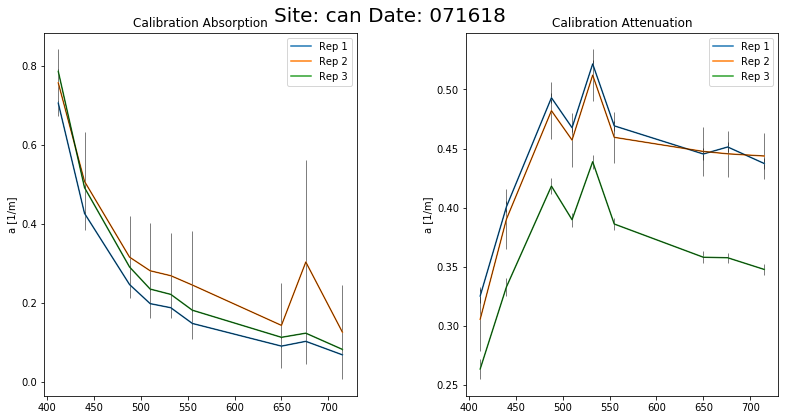 Site: can Date: 071618
Calibration Absorption
Rep 1
Rep 2
Rep 3
a [1/m]
0.8
0.6
0.4
0.2
0.0
400 450 500 550 600 650 700
Calibration Attenuation
Rep 1
Rep 2
Rep 3
a [1/m]
0.50
0.45
0.40
0.35
0.30
0.25
400 450 500 550 600 650 700